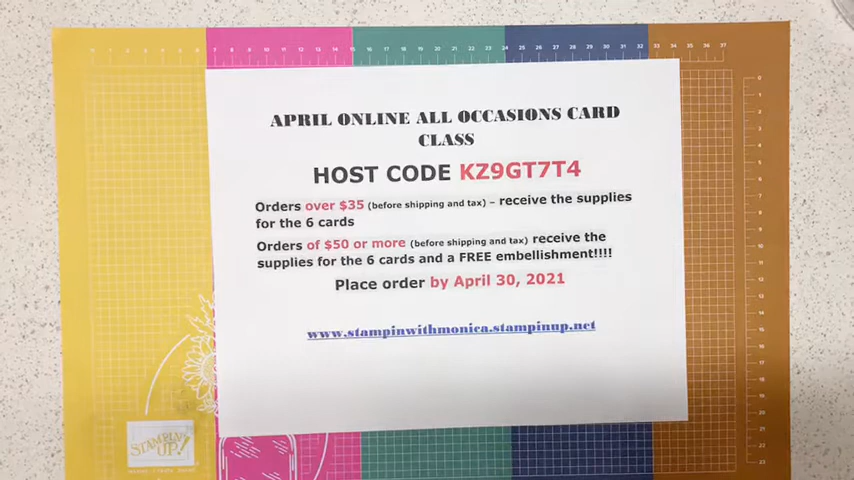 APRIL ONLINE ALL OCCASIONS CARD
CLASS
HOST CODE KZ9GT7T4
Orders over $35 (before shipping and tax) – receive the supplies
for the 6 cards
Orders of $50 or more (before shipping and tax) receive the
supplies for the 6 cards and a FREE embellishment!!!!
Place order by April 30, 2021
www.stampinwithmonica.stampinup.net
STAMPIN' UP!